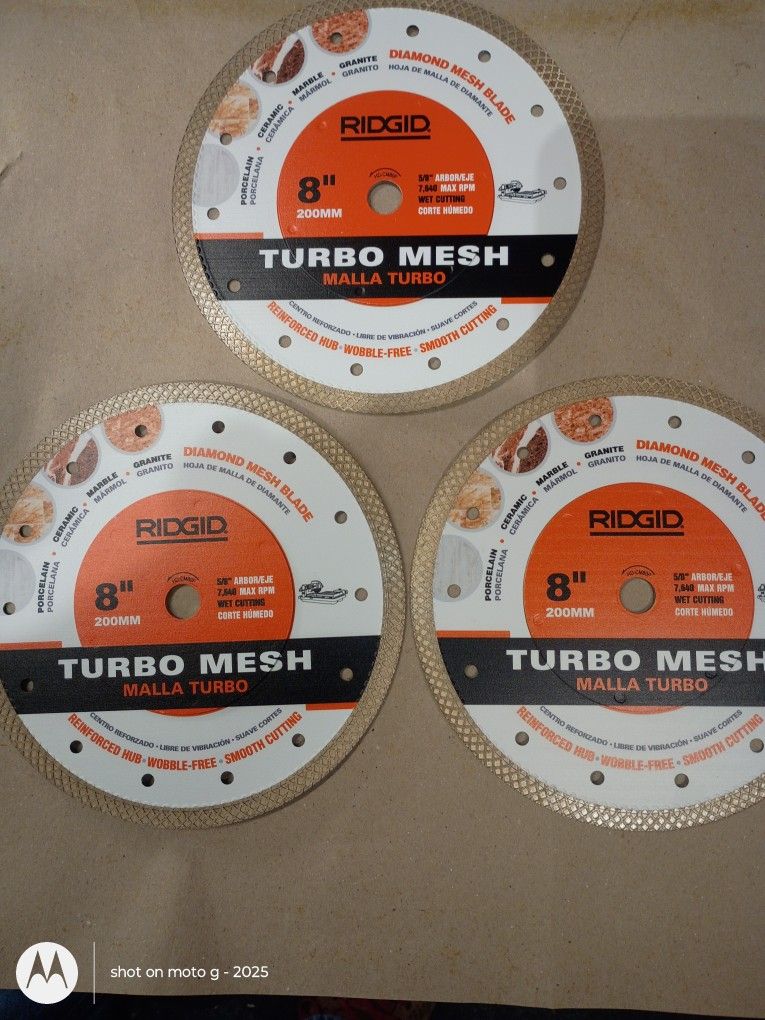 DIAMOND MESH BLADE
HOJA DE MALLA DE DIAMANTE
PORCELAIN • CERAMIC • MARBLE • GRANITE
PORCELANA CERÁMICA MÁRMOL GRANITO
RIDGID
8"
200MM
5/8" ARBOR/EJE
7,640 MAX RPM
WET CUTTING
CORTE HÚMEDO
TURBO MESH
MALLA TURBO
CENTRO REFORZADO • LIBRE DE VIBRACIÓN • SUAVE CORTES
REINFORCED HUB • WOBBLE-FREE • SMOOTH CUTTING
DIAMOND MESH BLADE
HOJA DE MALLA DE DIAMANTE
PORCELAIN • CERAMIC • MARBLE • GRANITE
PORCELANA CERÁMICA MÁRMOL GRANITO
RIDGID
8"
200MM
5/8" ARBOR/EJE
7,640 MAX RPM
WET CUTTING
CORTE HÚMEDO
TURBO MESH
MALLA TURBO
CENTRO REFORZADO • LIBRE DE VIBRACIÓN • SUAVE CORTES
REINFORCED HUB • WOBBLE-FREE • SMOOTH CUTTING
DIAMOND MESH BLADE
HOJA DE MALLA DE DIAMANTE
PORCELAIN • CERAMIC • MARBLE • GRANITE
PORCELANA CERÁMICA MÁRMOL GRANITO
RIDGID
8"
200MM
5/8" ARBOR/EJE
7,640 MAX RPM
WET CUTTING
CORTE HÚMEDO
TURBO MESH
MALLA TURBO
CENTRO REFORZADO • LIBRE DE VIBRACIÓN • SUAVE CORTES
REINFORCED HUB • WOBBLE-FREE • SMOOTH CUTTING
shot on moto g - 2025